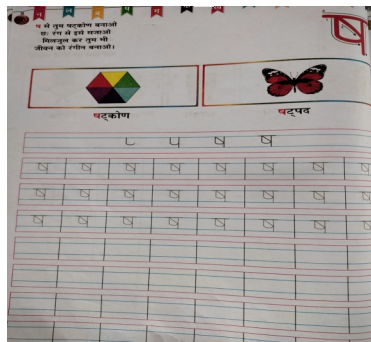 ष से तुम षट्कोण बनाओ
छः रंग से इसे सजाओ
मिलजुल कर तुम भी
जीवन को रंगीन बनाओ।
ष
षट्कोण
षट्पद
ष ष
ष ष ष ष ष ष ष ष
ष ष ष ष ष ष ष ष
ष ष ष ष ष ष ष ष